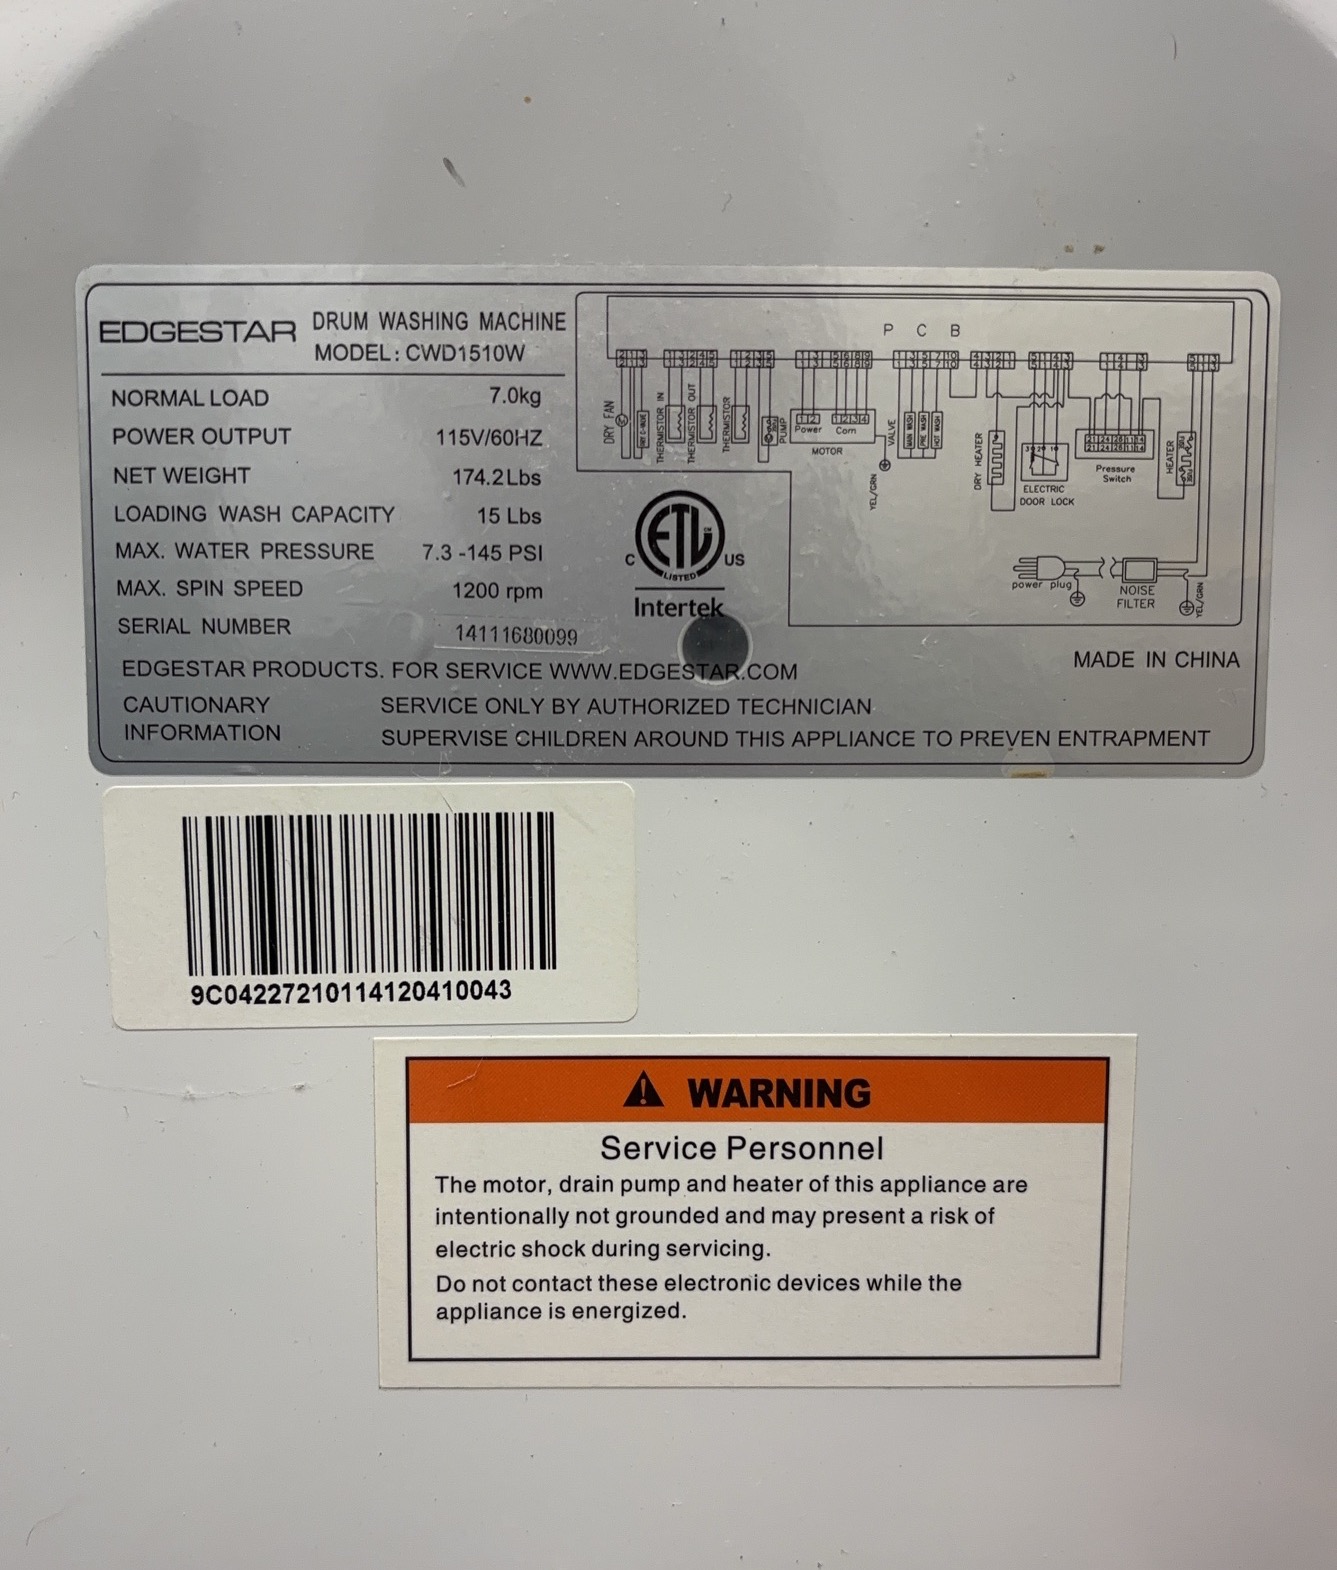 EDGESTAR DRUM WASHING MACHINE
MODEL: CWD1510W
NORMAL LOAD 7.0kg
POWER OUTPUT 115V/60HZ
NET WEIGHT 174.2Lbs
LOADING WASH CAPACITY 15 Lbs
MAX. WATER PRESSURE 7.3 -145 PSI
MAX. SPIN SPEED 1200 rpm
SERIAL NUMBER 14111680099
EDGESTAR PRODUCTS. FOR SERVICE WWW.EDGESTAR.COM
CAUTIONARY INFORMATION
SERVICE ONLY BY AUTHORIZED TECHNICIAN
SUPERVISE CHILDREN AROUND THIS APPLIANCE TO PREVEN ENTRAPMENT
P C B
DRY FAN
THERMISTOR IN
THERMISTOR OUT
THERMISTOR
PUMP
Power Com
MOTOR
YEL/GRN
VALVE
MAIN WASH
PRE WASH
HOT WASH
DRY HEATER
ELECTRIC
DOOR LOCK
Pressure
Switch
HEATER
power plug
NOISE
FILTER
YEL/GRN
C ETL US
LISTED
Intertek
MADE IN CHINA
9C04227210114120410043
WARNING
Service Personnel
The motor, drain pump and heater of this appliance are
intentionally not grounded and may present a risk of
electric shock during servicing.
Do not contact these electronic devices while the
appliance is energized.